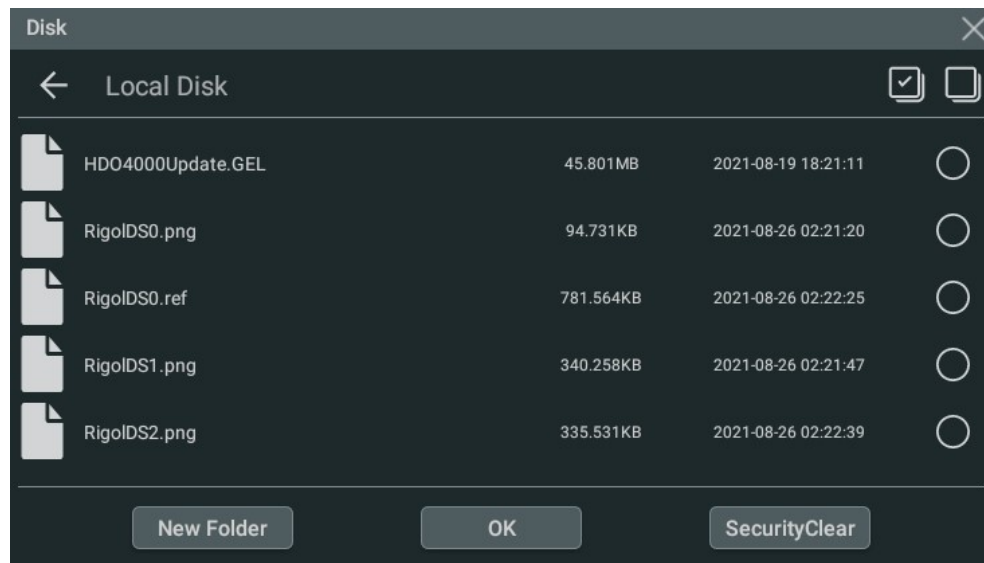 Disk
Local Disk
HDO4000Update.GEL 45.801MB 2021-08-19 18:21:11
RigolDS0.png 94.731KB 2021-08-26 02:21:20
RigolDS0.ref 781.564KB 2021-08-26 02:22:25
RigolDS1.png 340.258KB 2021-08-26 02:21:47
RigolDS2.png 335.531KB 2021-08-26 02:22:39
New Folder OK SecurityClear